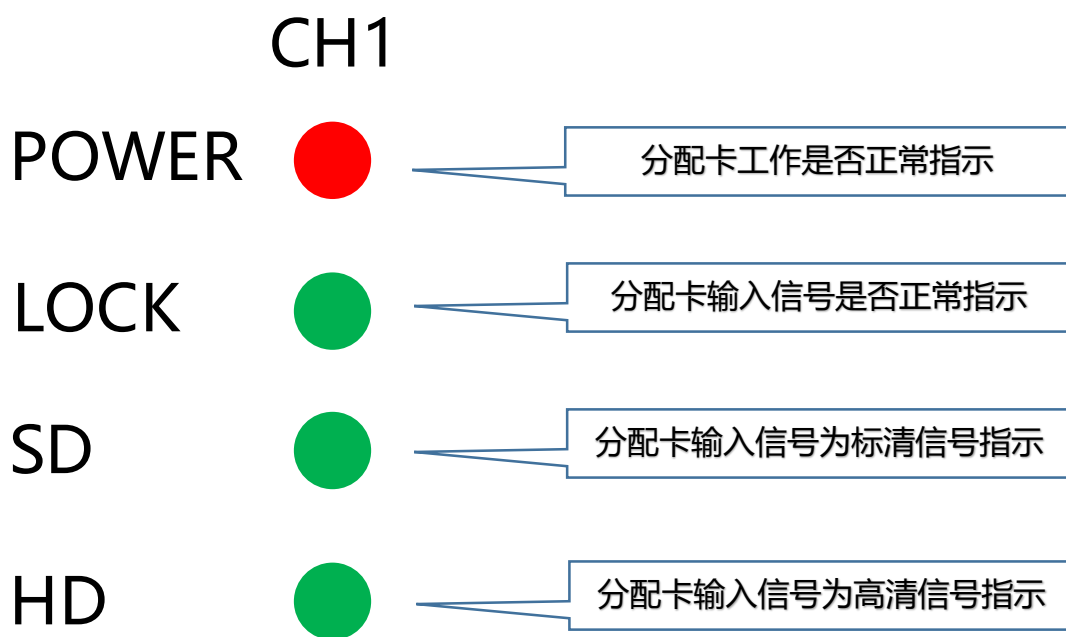 CH1
POWER
分配卡工作是否正常指示
LOCK
分配卡输入信号是否正常指示
SD
分配卡输入信号为标清信号指示
HD
分配卡输入信号为高清信号指示